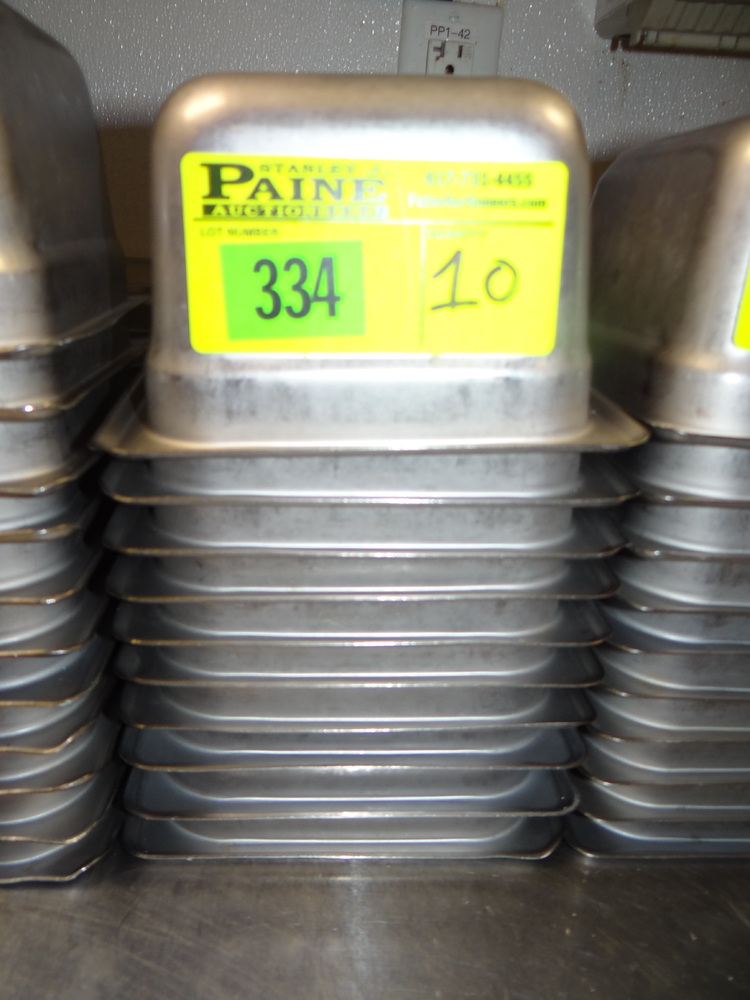 PP1-42
STANLEY J.
PAINE
AUCTIONEERS
617-731-4455
PaineAuctioneers.com
LOT NUMBER
334
10